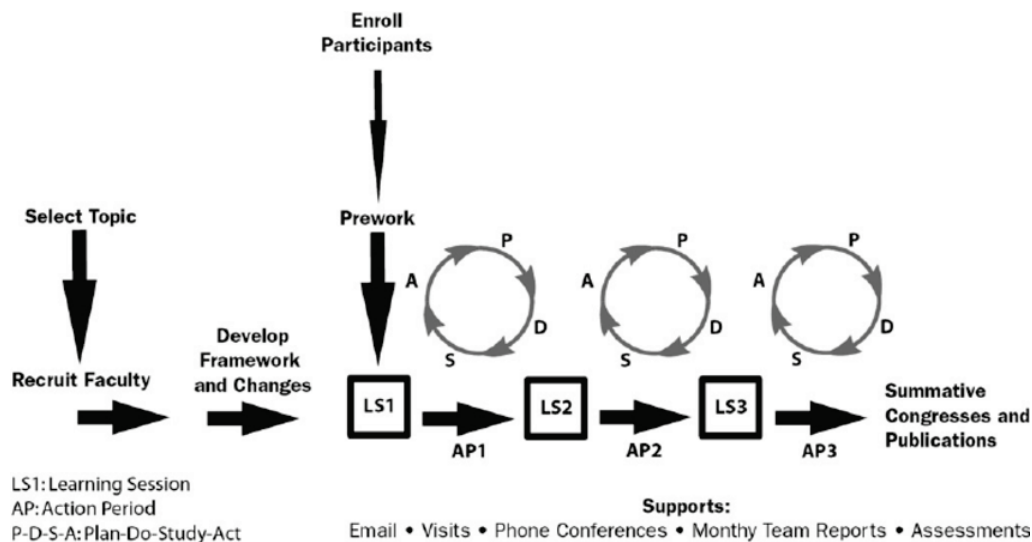 Enroll
Participants
Select Topic
Prework
P
A
D
S
P
A
D
S
P
A
D
S
Recruit Faculty
Develop
Framework
and Changes
LS1
LS2
LS3
AP1
AP2
AP3
Summative
Congresses and
Publications
LS1: Learning Session
AP: Action Period
P-D-S-A: Plan-Do-Study-Act
Supports:
Email • Visits • Phone Conferences • Monthy Team Reports • Assessments